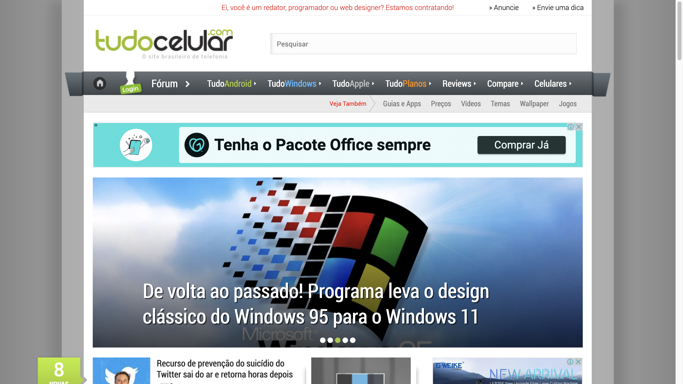 Ei, você é um redator, programador ou web designer? Estamos contratando!
» Anuncie
» Envie uma dica
tudocelular.com
O site brasileiro de telefonia
Pesquisar
Login
Fórum
TudoAndroid
TudoWindows
TudoApple
TudoPlanos
Reviews
Compare
Celulares
Veja Também
Guias e Apps
Preços
Vídeos
Temas
Wallpaper
Jogos
Tenha o Pacote Office sempre
Comprar Já
De volta ao passado! Programa leva o design
clássico do Windows 95 para o Windows 11
Microsoft
8
Recurso de prevenção do suicídio do
Twitter sai do ar e retorna horas depois
GWEIKE
NEW ARRIVAL